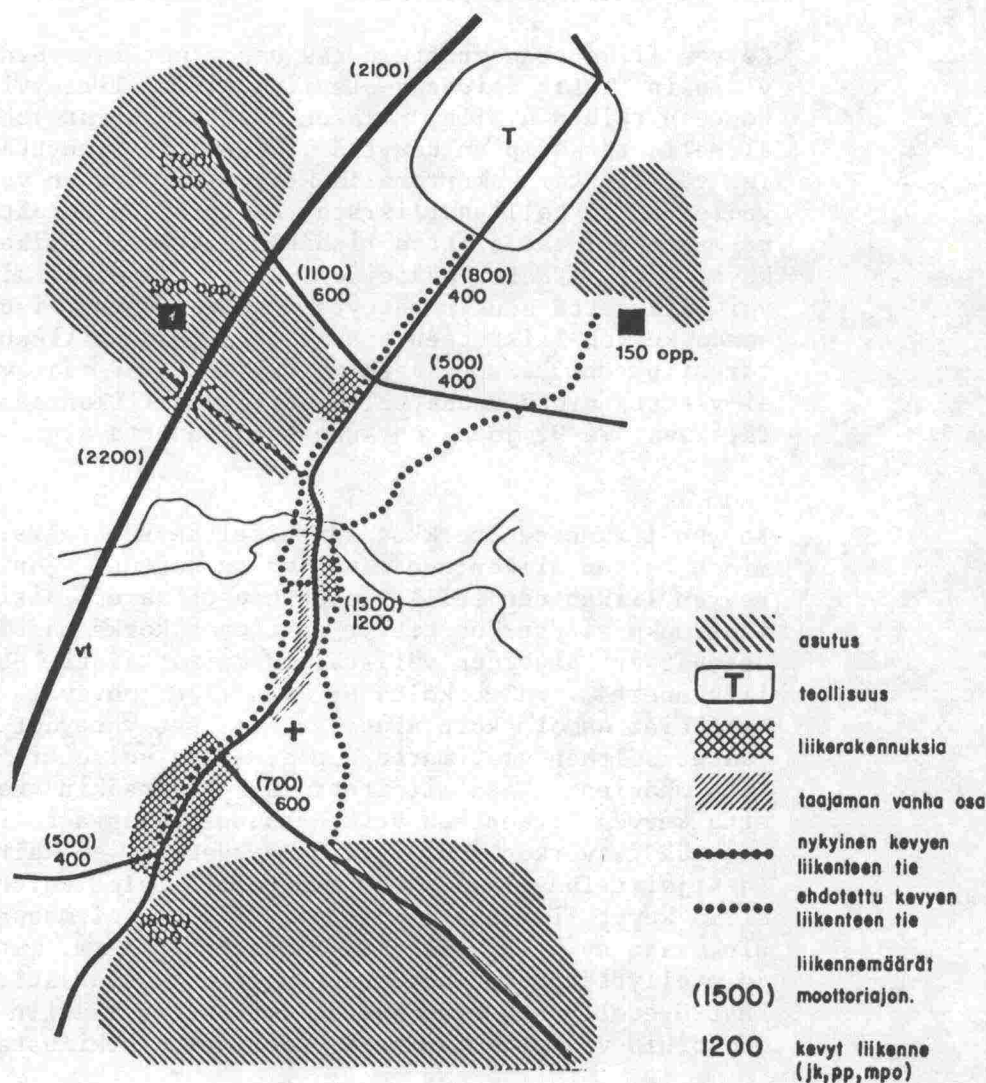 (2100)
T
(700)
300
300 opp.
(1100)
600
(800)
400
150 opp.
(500)
400
(2200)
(1500)
1200
vt
(700)
600
(500)
400
(800)
100
asutus
T
teollisuus
liikerakennuksia
taajaman vanha osa
nykyinen kevyen
liikenteen tie
ehdotettu kevyen
liikenteen tie
liikennemäärät
(1500) moottoriajon.
1200 kevyt liikenne
(jk,pp,mpo)